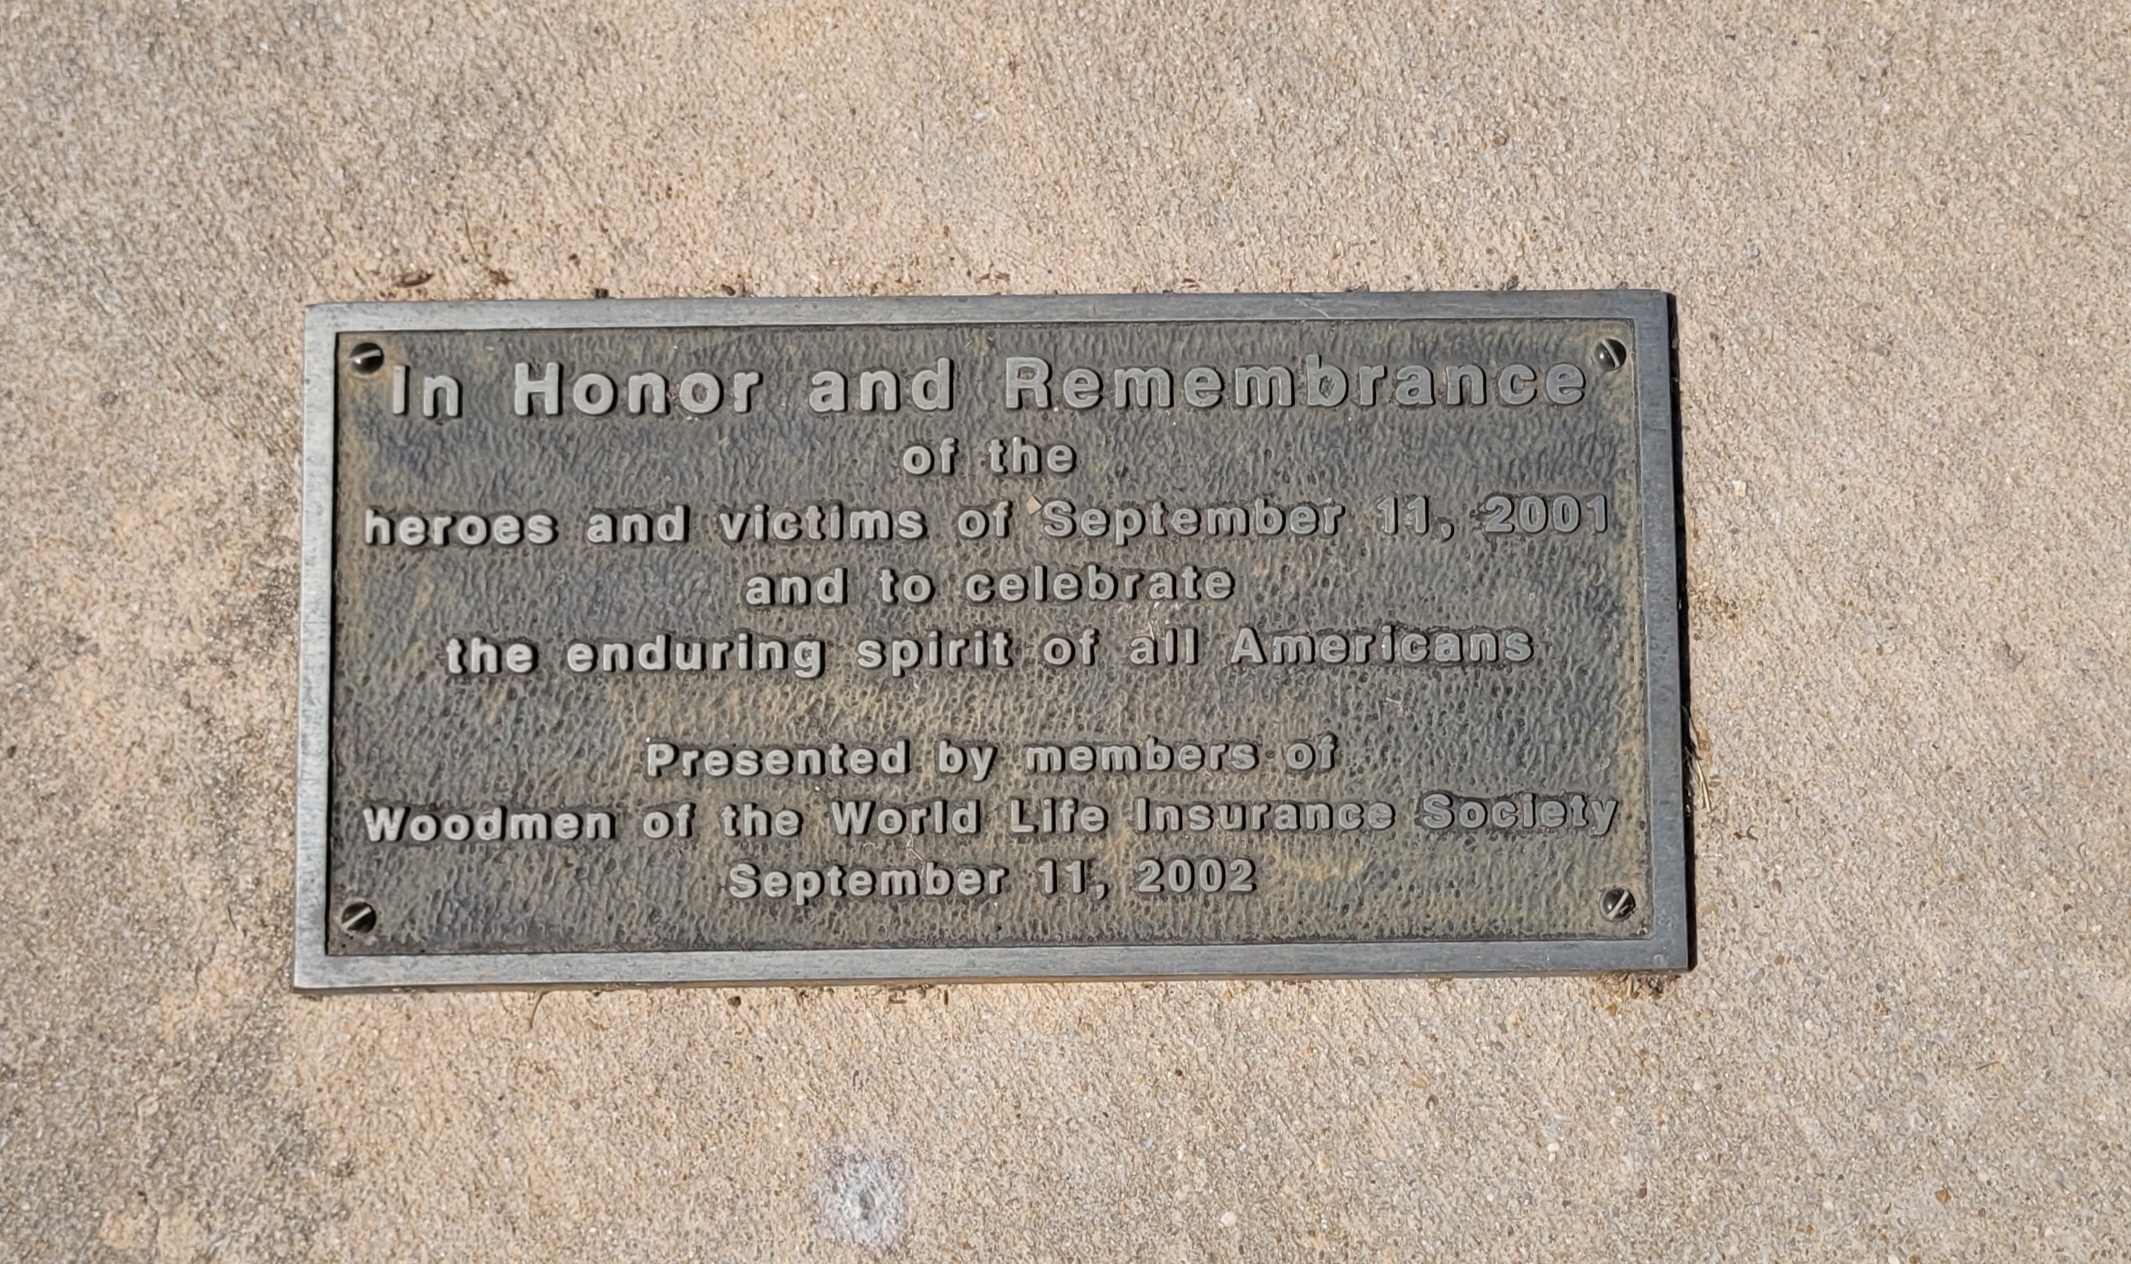 In Honor and Remembrance
of the
heroes and victims of September 11, 2001
and to celebrate
the enduring spirit of all Americans
Presented by members of
Woodmen of the World Life Insurance Society
September 11, 2002